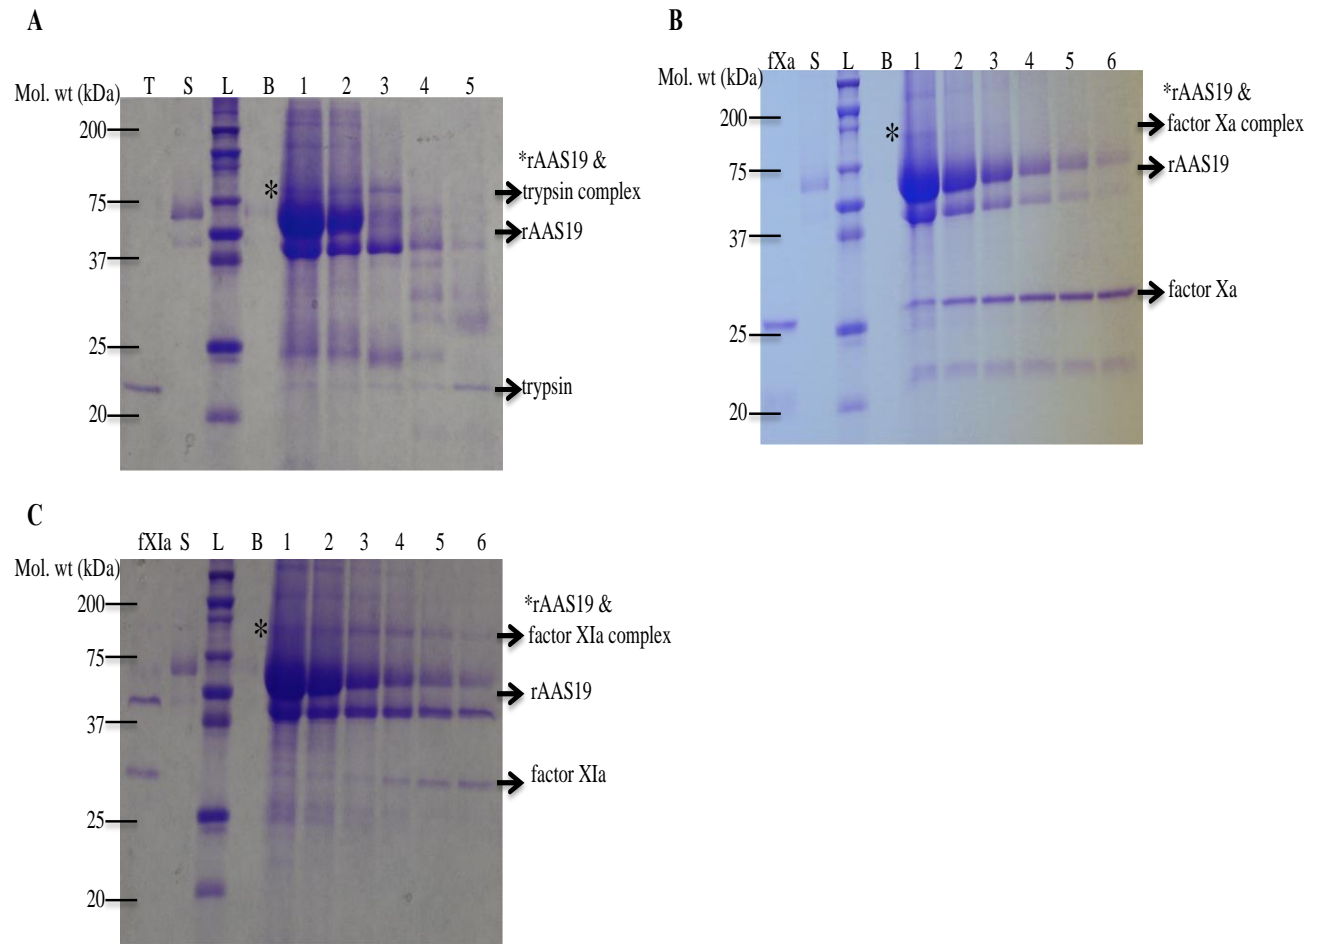 A
Mol. wt (kDa) T S L B 1 2 3 4 5
200
75
37
25
20
*
*rAAS19 &
trypsin complex
rAAS19
trypsin
B
fXa S L B 1 2 3 4 5 6
Mol. wt (kDa)
200
75
37
25
20
*
*rAAS19 &
factor Xa complex
rAAS19
factor Xa
C
fXIa S L B 1 2 3 4 5 6
Mol. wt (kDa)
200
75
37
25
20
*
*rAAS19 &
factor XIa complex
rAAS19
factor XIa